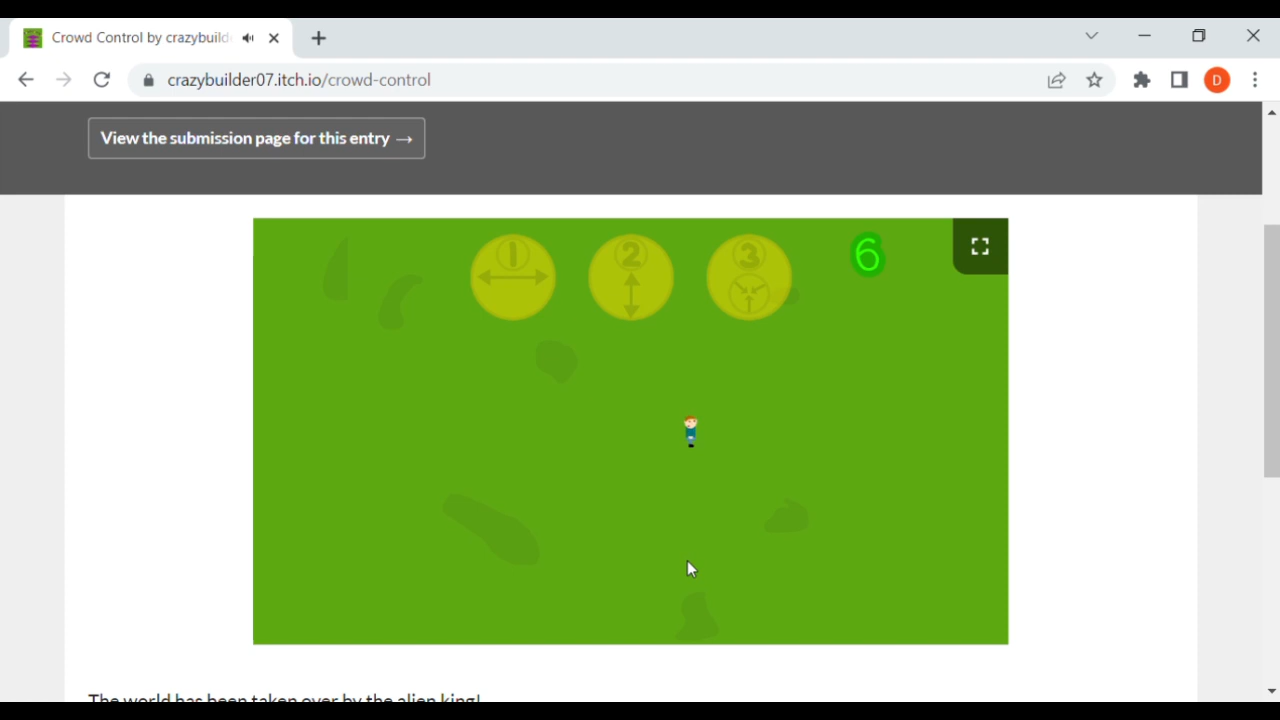 Crowd Control by crazybuild
crazybuilder07.itch.io/crowd-control
D
View the submission page for this entry →
1 2 3 6
The world has been taken over by the alien king!